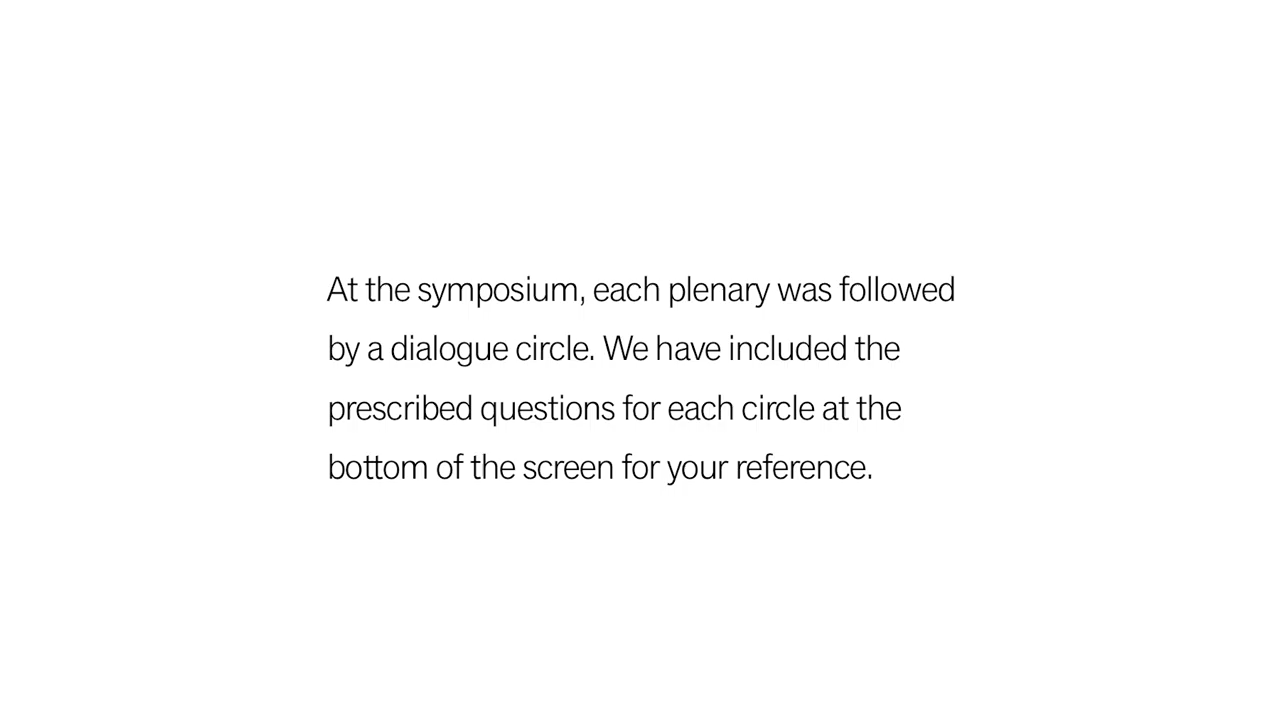 At the symposium, each plenary was followed
by a dialogue circle. We have included the
prescribed questions for each circle at the
bottom of the screen for your reference.